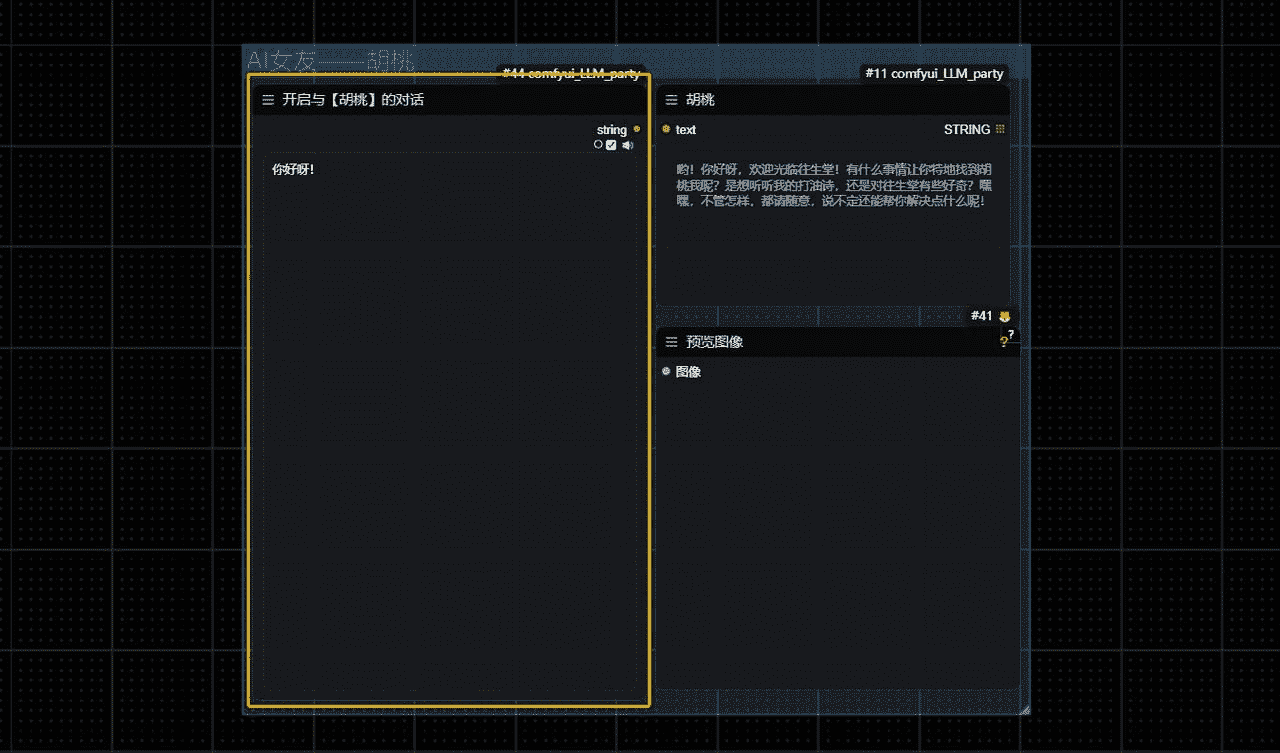 AI女友——胡桃
#44 comfyui_LLM_party
开启与【胡桃】的对话
string
你好呀！
#11 comfyui_LLM_party
胡桃
text
STRING
哟！你好呀，欢迎光临往生堂！有什么事情让你特地找到胡
桃我呢？是想听听我的打油诗，还是对往生堂有些好奇？嘿
嘿，不管怎样，都请随意，说不定还能帮你解决点什么呢！
#41
预览图像
?
?
图像